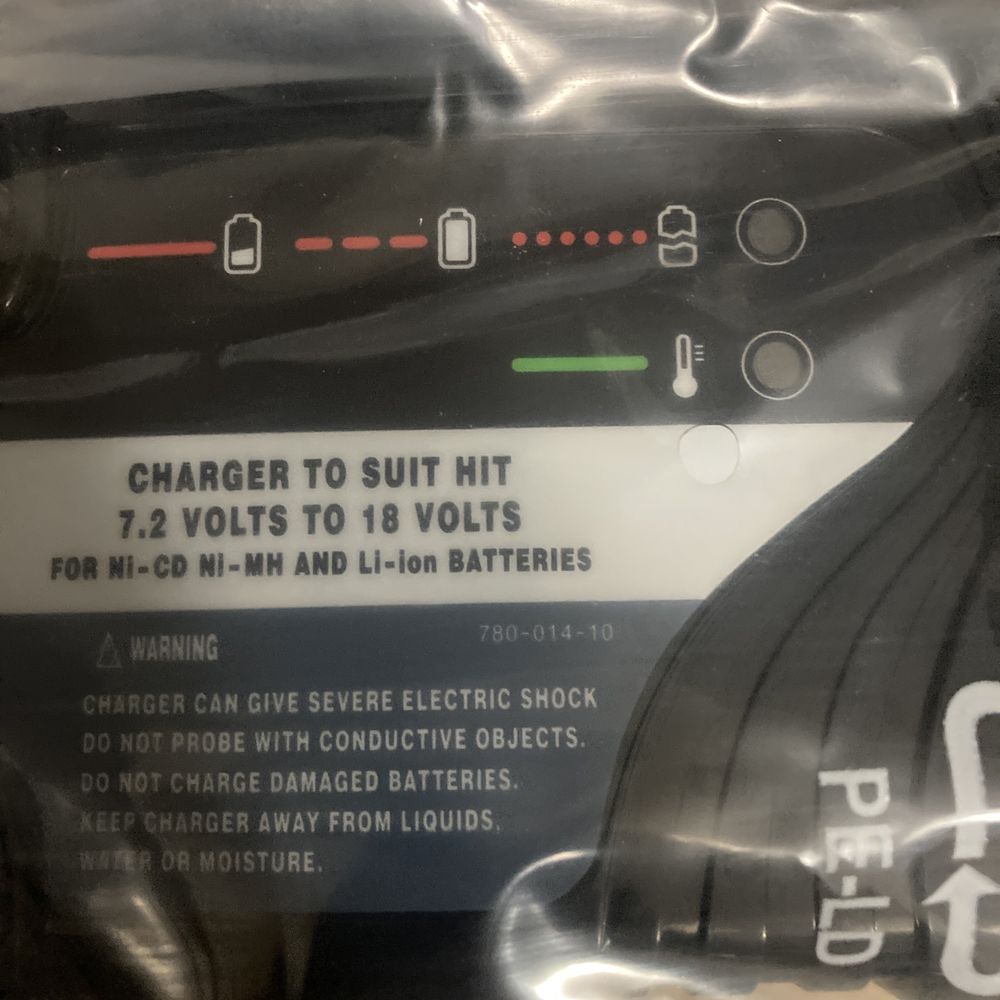 CHARGER TO SUIT HIT
7.2 VOLTS TO 18 VOLTS
FOR Ni-CD Ni-MH AND Li-ion BATTERIES
WARNING
780-014-10
CHARGER CAN GIVE SEVERE ELECTRIC SHOCK
DO NOT PROBE WITH CONDUCTIVE OBJECTS.
DO NOT CHARGE DAMAGED BATTERIES.
KEEP CHARGER AWAY FROM LIQUIDS,
WATER OR MOISTURE.
PE-LD